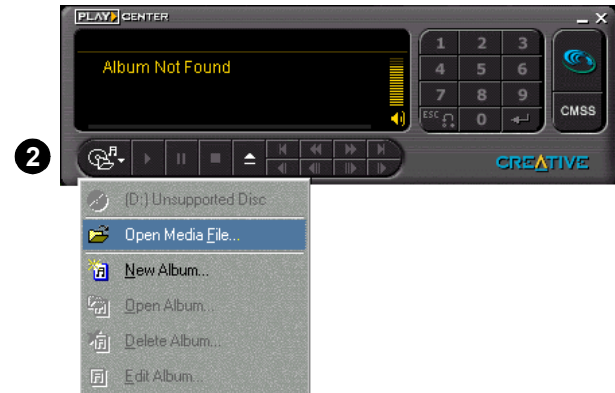 PLAY CENTER
Album Not Found
1 2 3
4 5 6
7 8 9
ESC 0
CMSS
2
CREATIVE
(D:) Unsupported Disc
Open Media File...
New Album...
Open Album...
Delete Album...
Edit Album...